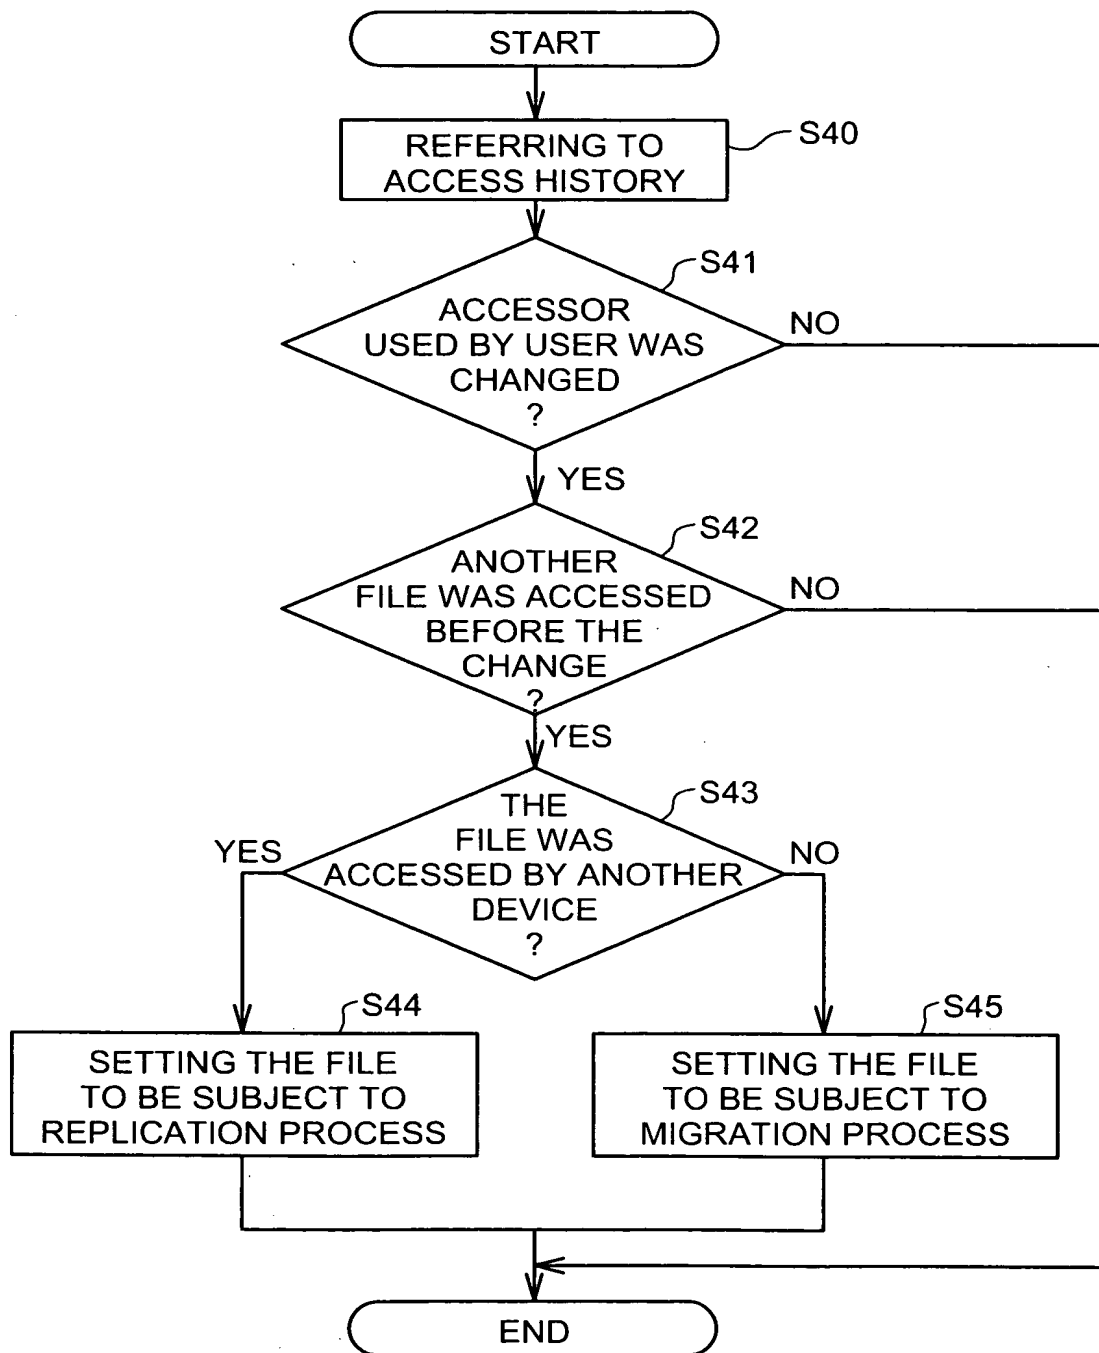 START
REFERRING TO
ACCESS HISTORY
S40
S41
ACCESSOR
USED BY USER WAS
CHANGED
?
NO
YES
S42
ANOTHER
FILE WAS ACCESSED
BEFORE THE
CHANGE
?
NO
YES
S43
THE
FILE WAS
ACCESSED BY ANOTHER
DEVICE
?
YES
NO
S44
SETTING THE FILE
TO BE SUBJECT TO
REPLICATION PROCESS
S45
SETTING THE FILE
TO BE SUBJECT TO
MIGRATION PROCESS
END